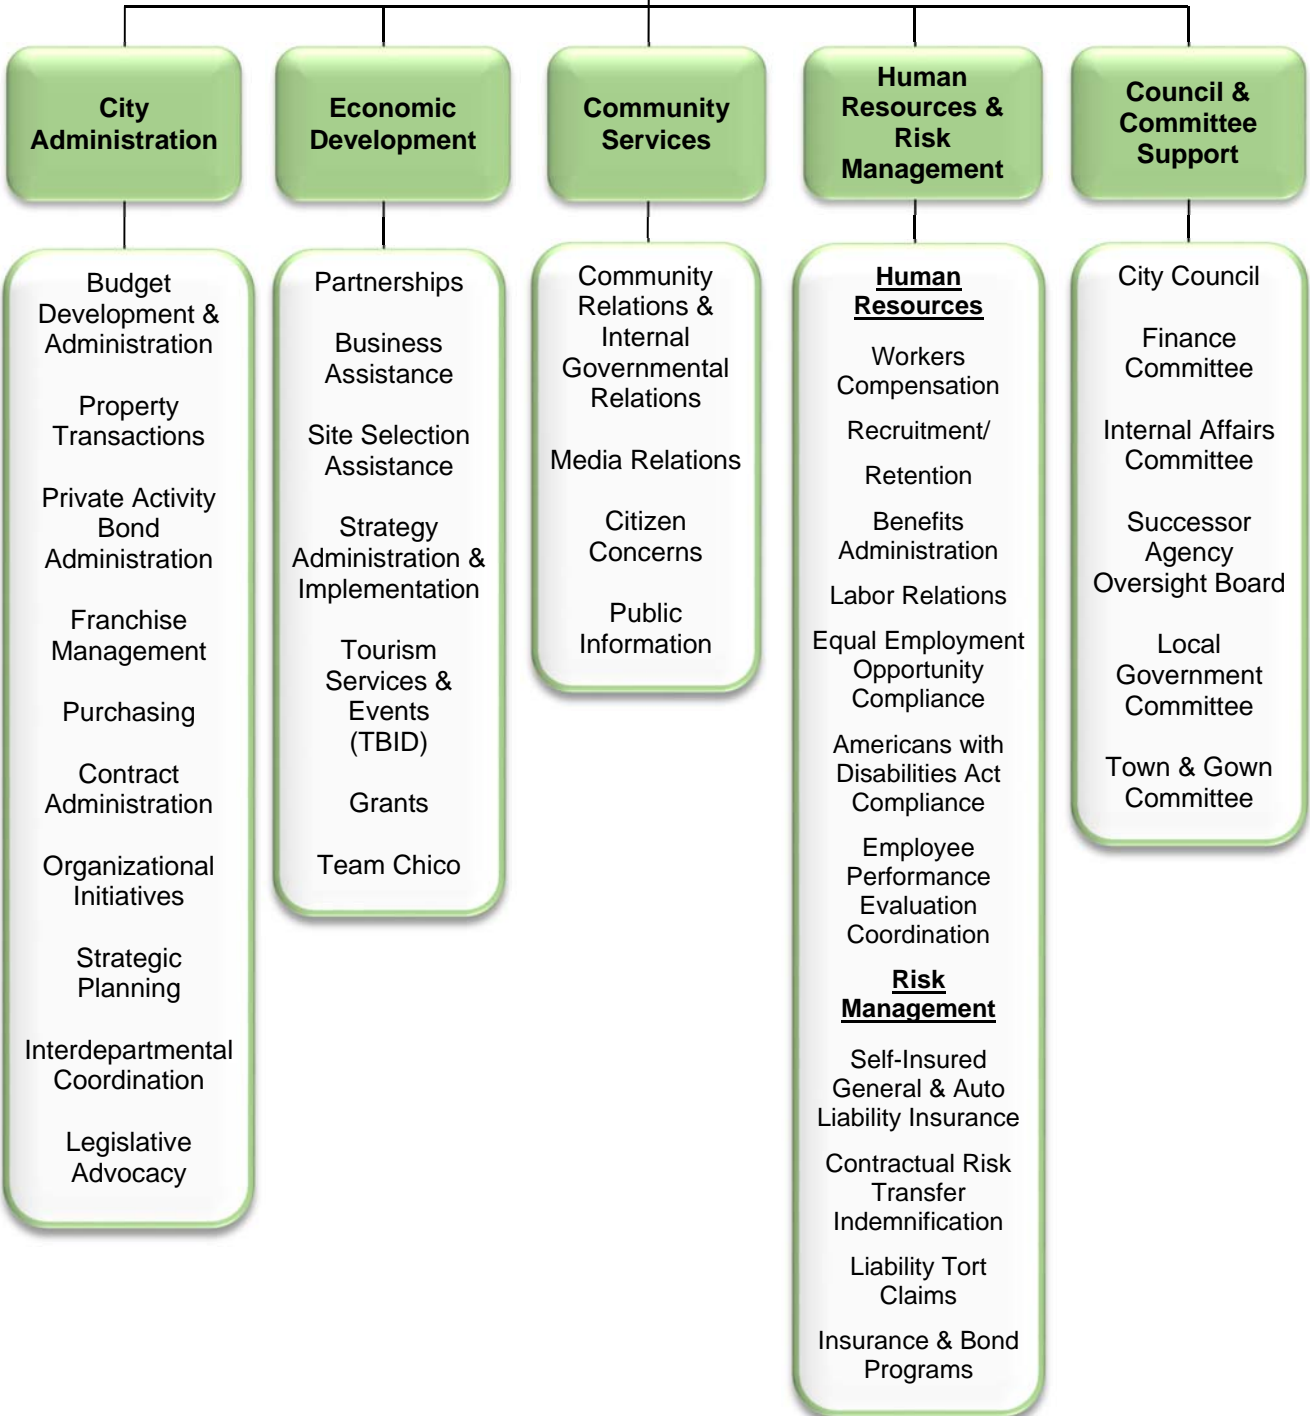 City
Administration
Economic
Development
Community
Services
Human
Resources &
Risk
Management
Council &
Committee
Support
Budget
Development &
Administration
Property
Transactions
Private Activity
Bond
Administration
Franchise
Management
Purchasing
Contract
Administration
Organizational
Initiatives
Strategic
Planning
Interdepartmental
Coordination
Legislative
Advocacy
Partnerships
Business
Assistance
Site Selection
Assistance
Strategy
Administration &
Implementation
Tourism
Services &
Events
(TBID)
Grants
Team Chico
Community
Relations &
Internal
Governmental
Relations
Media Relations
Citizen
Concerns
Public
Information
Human
Resources
Workers
Compensation
Recruitment/
Retention
Benefits
Administration
Labor Relations
Equal Employment
Opportunity
Compliance
Americans with
Disabilities Act
Compliance
Employee
Performance
Evaluation
Coordination
Risk
Management
Self-Insured
General & Auto
Liability Insurance
Contractual Risk
Transfer
Indemnification
Liability Tort
Claims
Insurance & Bond
Programs
City Council
Finance
Committee
Internal Affairs
Committee
Successor
Agency
Oversight Board
Local
Government
Committee
Town & Gown
Committee